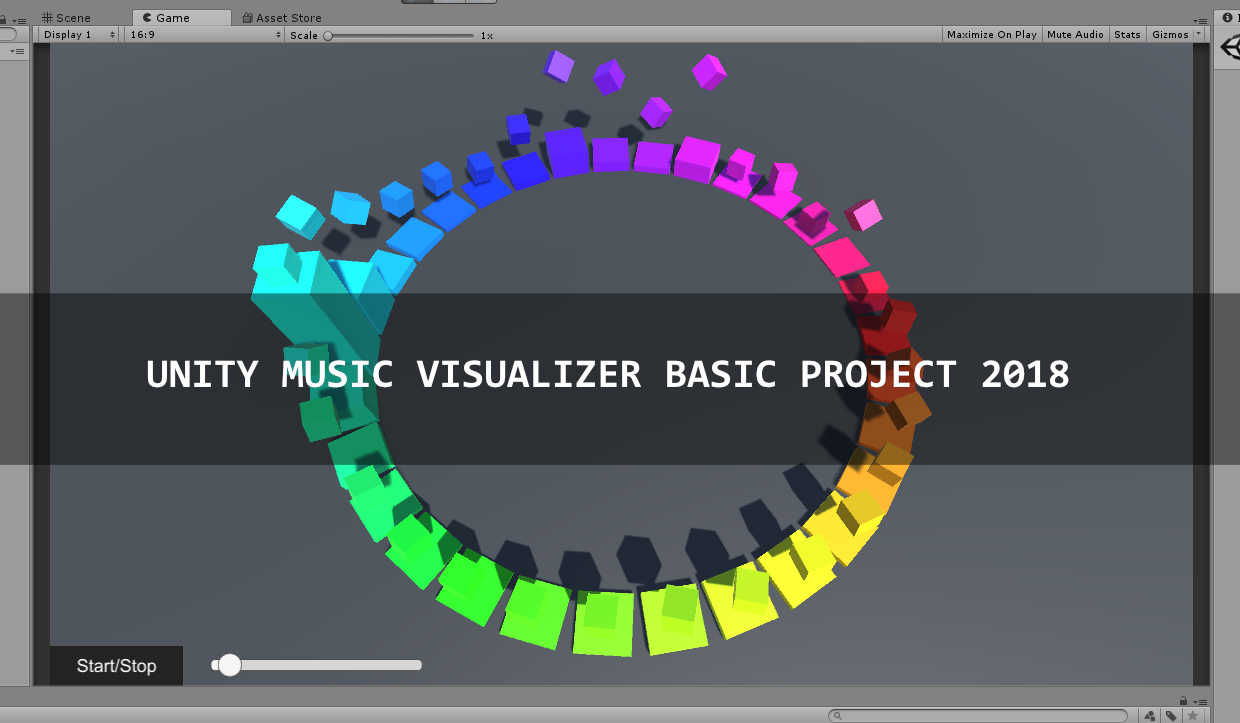 Scene
Game
Asset Store
Display 1
16:9
Scale
1x
Maximize On Play
Mute Audio
Stats
Gizmos
UNITY MUSIC VISUALIZER BASIC PROJECT 2018
Start/Stop